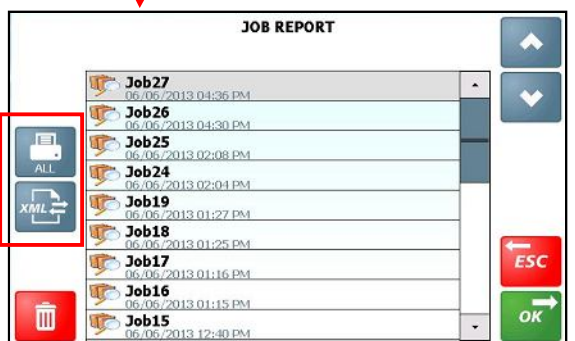 JOB REPORT
Job27
06/06/2013 04:36 PM
Job26
06/06/2013 04:30 PM
Job25
06/06/2013 02:08 PM
Job24
06/06/2013 02:04 PM
Job19
06/06/2013 01:27 PM
Job18
06/06/2013 01:25 PM
Job17
06/06/2013 01:16 PM
Job16
06/06/2013 01:15 PM
Job15
06/06/2013 12:40 PM
ALL
XML
ESC
OK